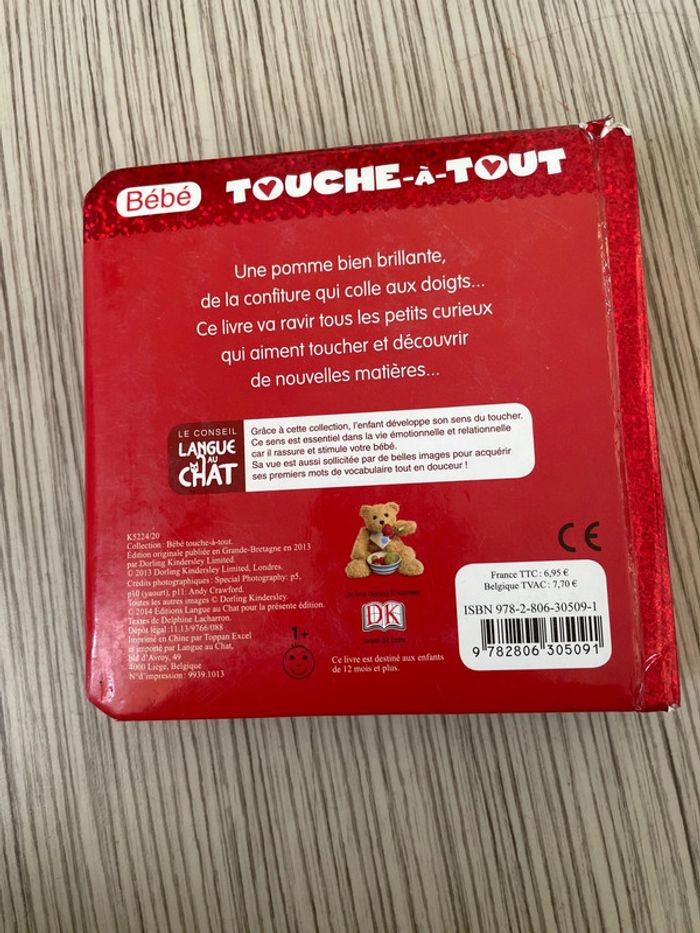 Bébé TOUCHE-À-TOUT
Une pomme bien brillante,
de la confiture qui colle aux doigts...
Ce livre va ravir tous les petits curieux
qui aiment toucher et découvrir
de nouvelles matières...
LE CONSEIL
LANGUE
AU
CHAT
Grâce à cette collection, l'enfant développe son sens du toucher.
Ce sens est essentiel dans la vie émotionnelle et relationnelle
car il rassure et stimule votre bébé.
Sa vue est aussi sollicitée par de belles images pour acquérir
ses premiers mots de vocabulaire tout en douceur !
K5224/20
Collection : Bébé touche-à-tout.
Édition originale publiée en Grande-Bretagne en 2013
par Dorling Kindersley Limited.
© 2013 Dorling Kindersley Limited, Londres.
Crédits photographiques : Special Photography: p5,
p10 (yaourt), p11: Andy Crawford.
Toutes les autres images © Dorling Kindersley.
© 2014 Éditions Langue au Chat pour la présente édition.
Textes de Delphine Lacharron.
Dépôt légal : 11.13-9766/088
Imprimé en Chine par Toppan Excel
et importé par Langue au Chat,
Bld d'Avroy, 49
4000 Liège, Belgique
N° d'impression : 9939.1013
1+
Un livre Dorling Kindersley
DK
www.dk.com
Ce livre est destiné aux enfants
de 12 mois et plus.
CE
France TTC : 6,95 €
Belgique TVAC : 7,70 €
ISBN 978-2-806-30509-1
9 782806 305091